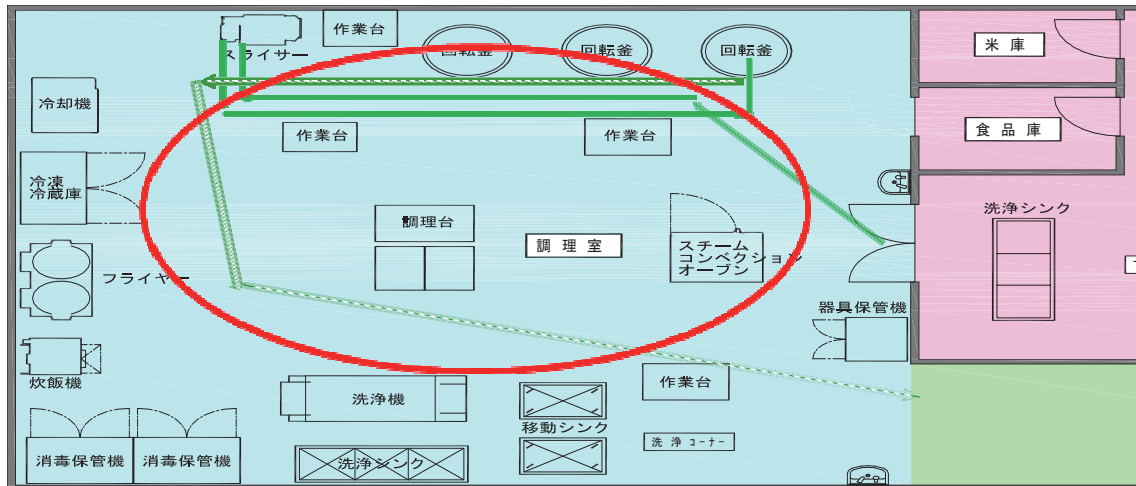 スライサー
作業台
回転釜
回転釜
回転釜
米庫
冷却機
作業台
作業台
食品庫
冷凍
冷蔵庫
調理台
調理室
スチーム
コンベクション
オーブン
洗浄シンク
フライヤー
器具保管機
炊飯機
洗浄機
作業台
移動シンク
洗浄コーナー
消毒保管機
消毒保管機
洗浄シンク